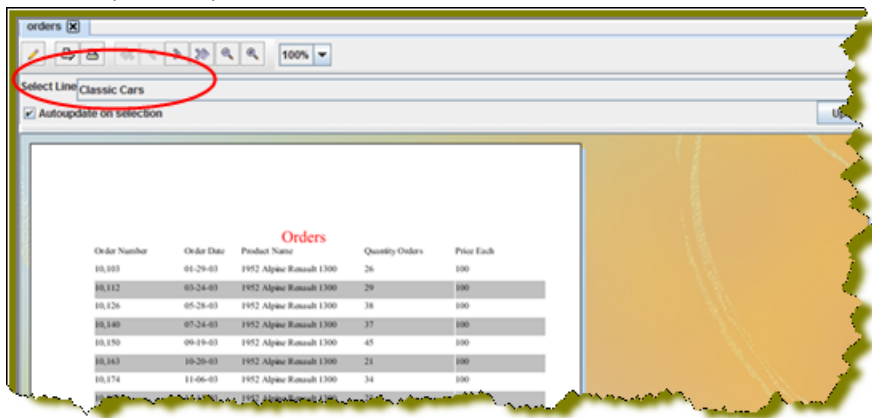 orders
100%
Select Line Classic Cars
Autoupdate on selection
Orders
Order Number Order Date Product Name Quantity Orders Price Each
10,103 01-29-03 1952 Alpine Renault 1300 26 100
10,112 03-24-03 1952 Alpine Renault 1300 29 100
10,126 05-28-03 1952 Alpine Renault 1300 38 100
10,140 07-24-03 1952 Alpine Renault 1300 37 100
10,150 09-19-03 1952 Alpine Renault 1300 45 100
10,163 10-20-03 1952 Alpine Renault 1300 21 100
10,174 11-06-03 1952 Alpine Renault 1300 34 100